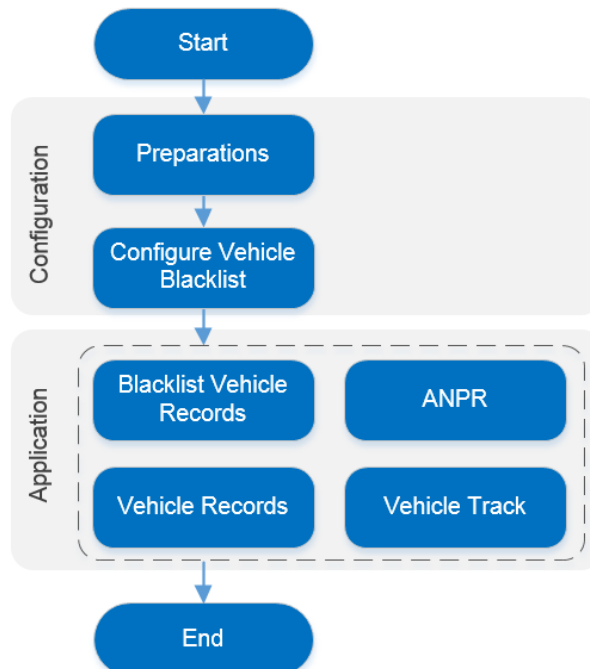 Start
Configuration
Preparations
Configure Vehicle
Blacklist
Application
Blacklist Vehicle
Records
ANPR
Vehicle Records
Vehicle Track
End